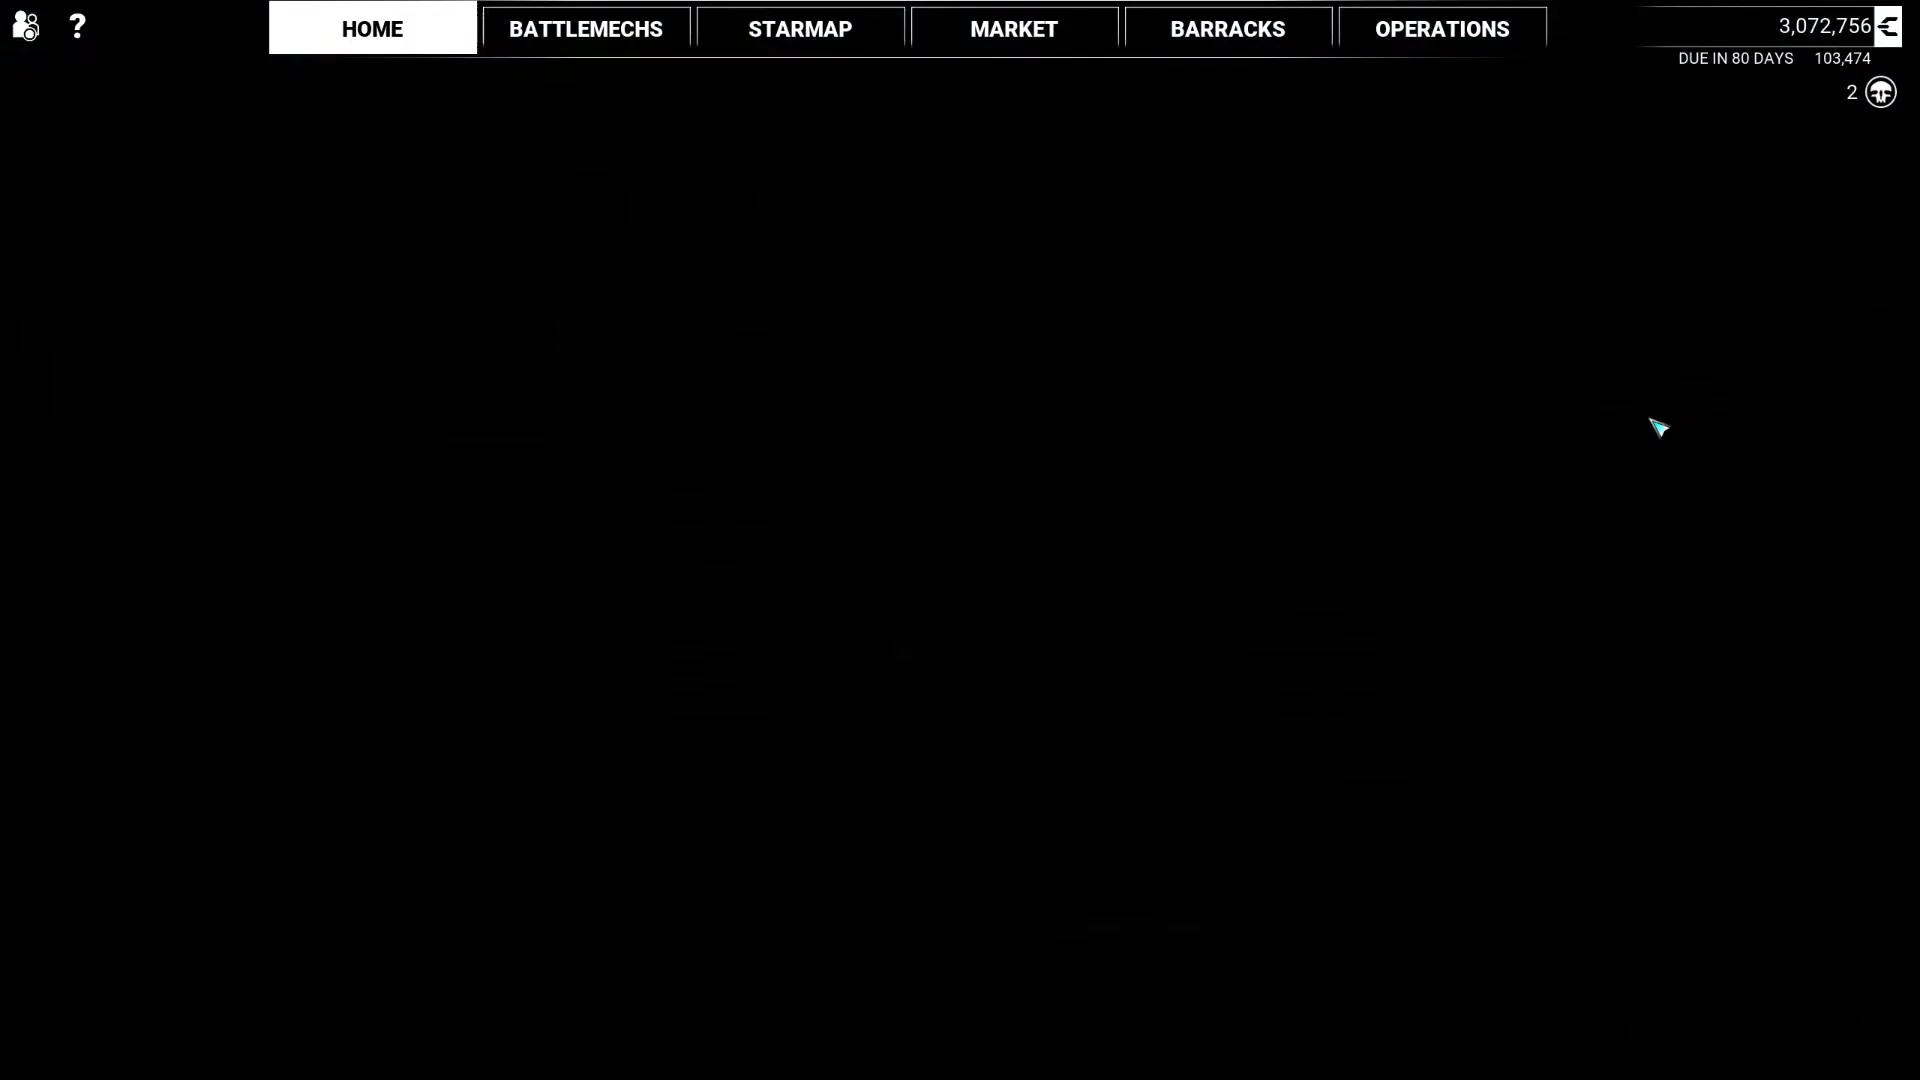 ?
HOME
BATTLEMECHS
STARMAP
MARKET
BARRACKS
OPERATIONS
3,072,756
DUE IN 80 DAYS 103,474
2